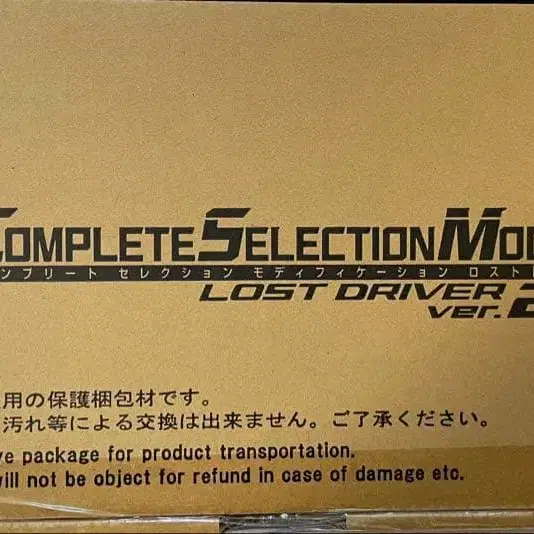 COMPLETE SELECTION MOD
ンプリート セレクション モディフィケーション ロスト
LOST DRIVER
ver. 2
用の保護梱包材です。
汚れ等による交換は出来ません。ご了承ください。
ve package for product transportation.
will not be object for refund in case of damage etc.